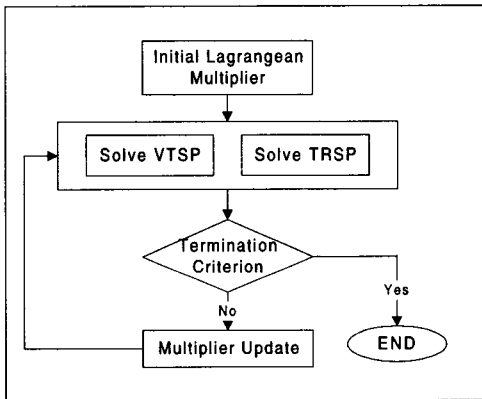 Initial Lagrangean
Multiplier
Solve VTSP
Solve TRSP
Termination
Criterion
Yes
No
Multiplier Update
END